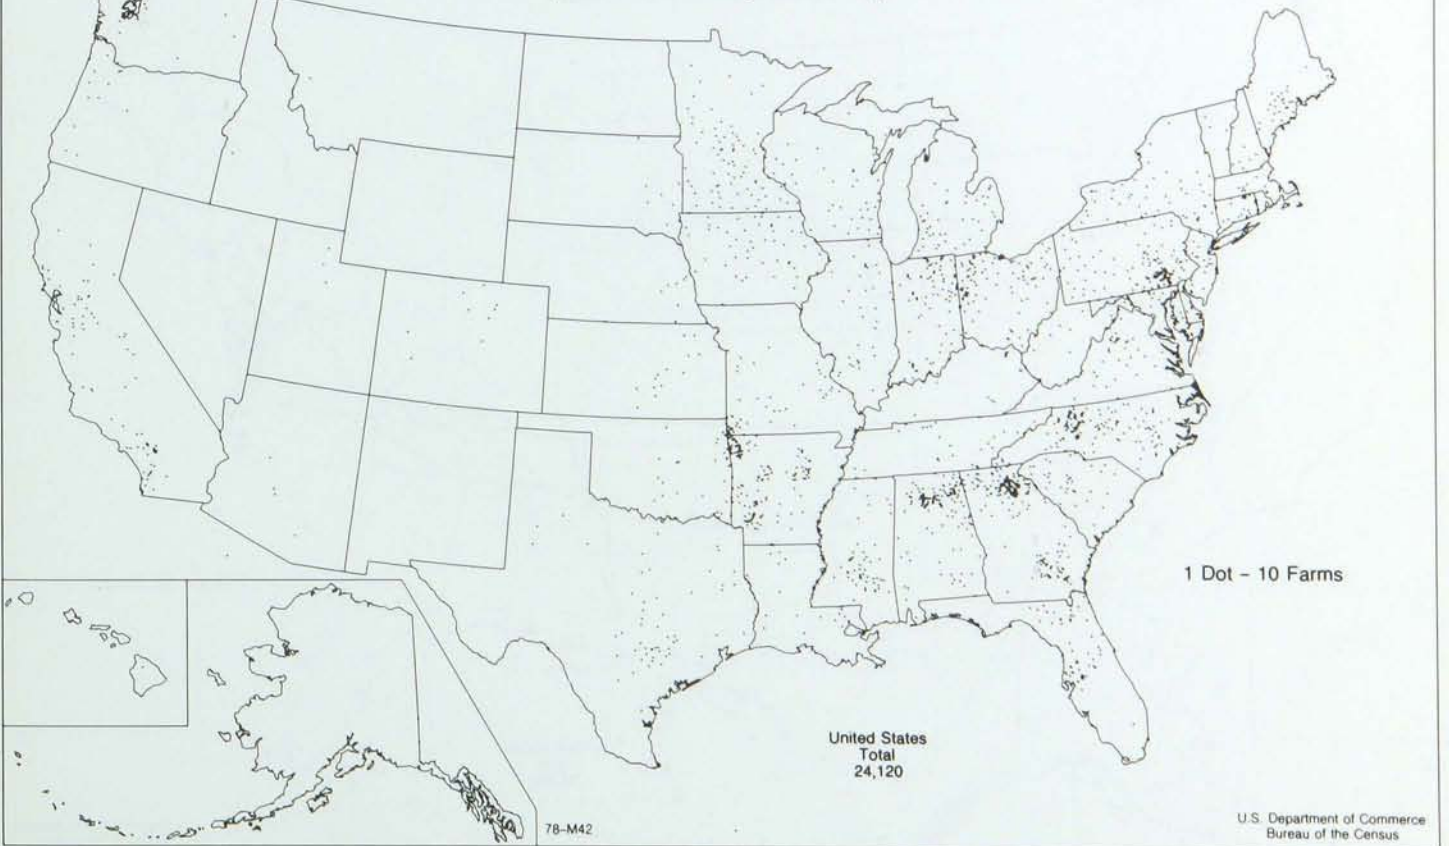 1 Dot – 10 Farms
United States
Total
24,120
78-M42
U.S. Department of Commerce
Bureau of the Census